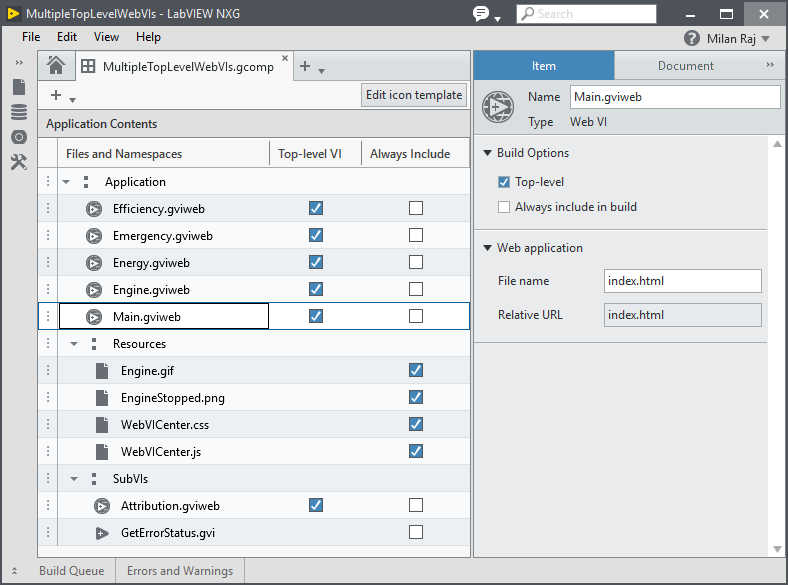 MultipleTopLevelWebVIs - LabVIEW NXG
Search
File Edit View Help
Milan Raj
MultipleTopLevelWebVIs.gcomp
Edit icon template
Application Contents
Files and Namespaces Top-level VI Always Include
Application
Efficiency.gviweb
Emergency.gviweb
Energy.gviweb
Engine.gviweb
Main.gviweb
Resources
Engine.gif
EngineStopped.png
WebVICenter.css
WebVICenter.js
SubVIs
Attribution.gviweb
GetErrorStatus.gvi
Item Document
Name Main.gviweb
Type Web VI
Build Options
Top-level
Always include in build
Web application
File name index.html
Relative URL index.html
Build Queue Errors and Warnings